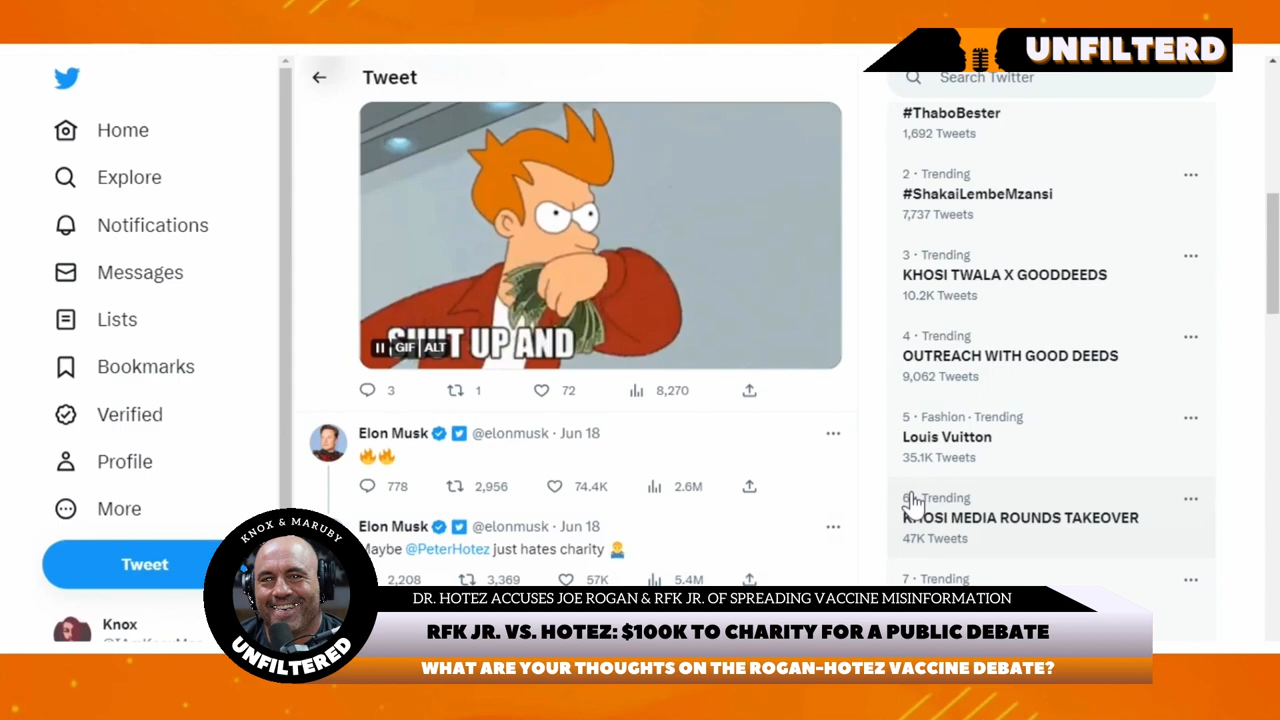 UNFILTERD
Home
Explore
Notifications
Messages
Lists
Bookmarks
Verified
Profile
More
Tweet
Knox
Tweet
SHUT UP AND
GIF ALT
3 1 72 8,270
Elon Musk @elonmusk · Jun 18
🔥🔥
778 2,956 74.4K 2.6M
Elon Musk @elonmusk · Jun 18
Maybe @PeterHotez just hates charity 🤷‍♂️
2,208 3,369 57K 5.4M
Search Twitter
#ThaboBester
1,692 Tweets
2 · Trending
#ShakaiLembeMzansi
7,737 Tweets
3 · Trending
KHOSI TWALA X GOODDEEDS
10.2K Tweets
4 · Trending
OUTREACH WITH GOOD DEEDS
9,062 Tweets
5 · Fashion · Trending
Louis Vuitton
35.1K Tweets
6 · Trending
KHOSI MEDIA ROUNDS TAKEOVER
47K Tweets
7 · Trending
KNOX & MARUBY
UNFILTERED
DR. HOTEZ ACCUSES JOE ROGAN & RFK JR. OF SPREADING VACCINE MISINFORMATION
RFK JR. VS. HOTEZ: $100K TO CHARITY FOR A PUBLIC DEBATE
WHAT ARE YOUR THOUGHTS ON THE ROGAN-HOTEZ VACCINE DEBATE?